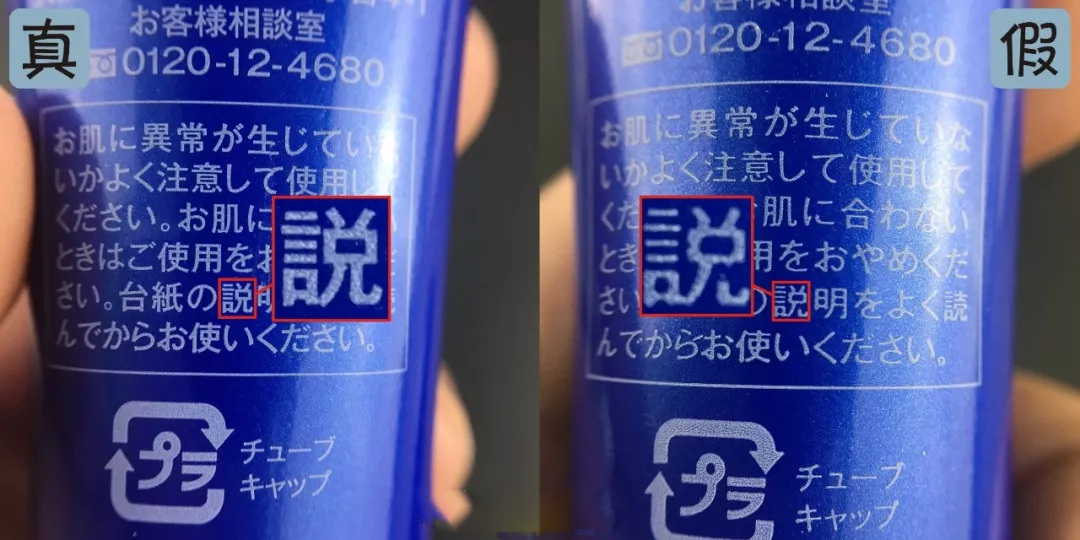 真
お客様相談室
0120-12-4680
お肌に異常が生じていな
いかよく注意して使用し
ください。お肌に
ときはご使用をお
さい。台紙の説明
んでからお使いください。
説
プラ
チューブ
キャップ
假
0120-12-4680
お肌に異常が生じていな
いかよく注意して使用して
くだ 肌に合わない
とき 用をおやめくだ
さい の説明をよく読
んでからお使いください。
説
プラ
チューブ
キャップ